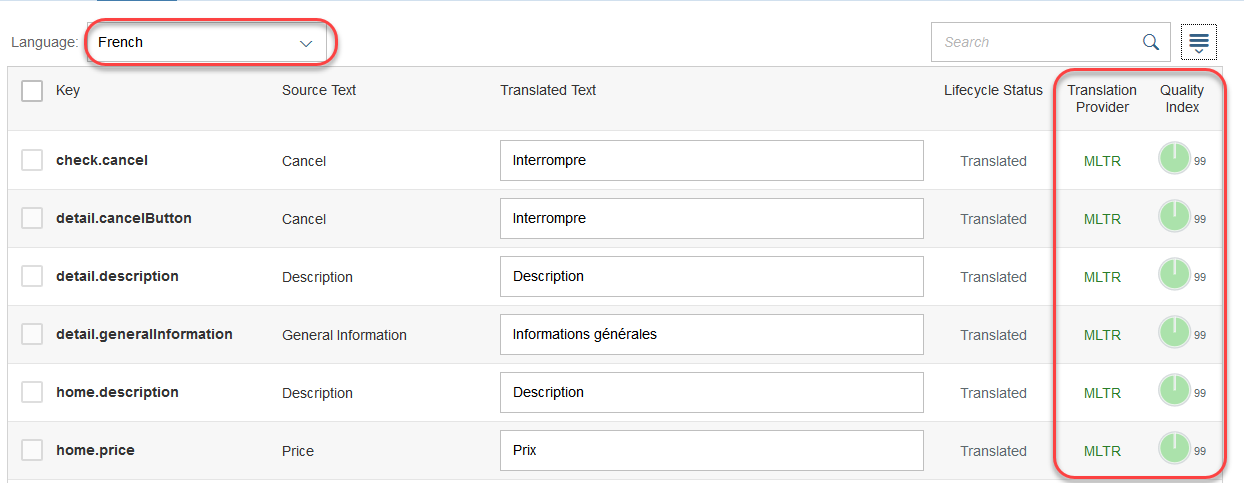 Language: French Search
Key Source Text Translated Text Lifecycle Status Translation Provider Quality Index
check.cancel Cancel Interrompre Translated MLTR 99
detail.cancelButton Cancel Interrompre Translated MLTR 99
detail.description Description Description Translated MLTR 99
detail.generalInformation General Information Informations générales Translated MLTR 99
home.description Description Description Translated MLTR 99
home.price Price Prix Translated MLTR 99